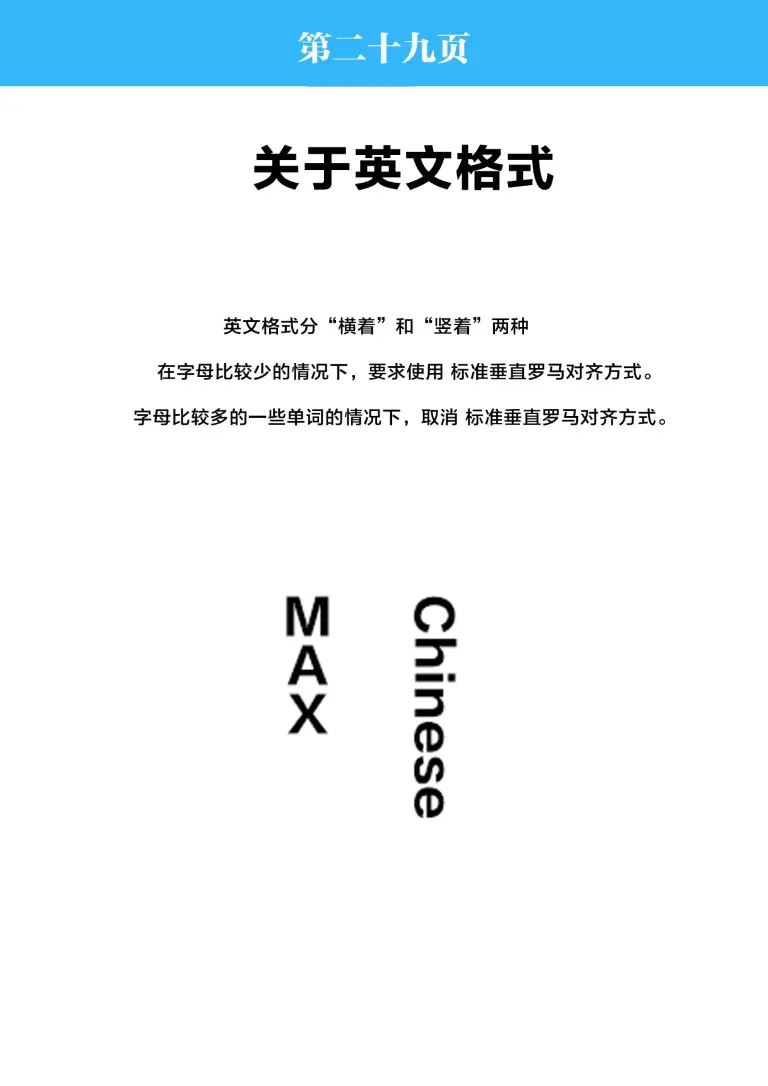 第二十九页
关于英文格式
英文格式分“横着”和“竖着”两种
在字母比较少的情况下，要求使用 标准垂直罗马对齐方式。
字母比较多的一些单词的情况下，取消 标准垂直罗马对齐方式。
MAX
Chinese